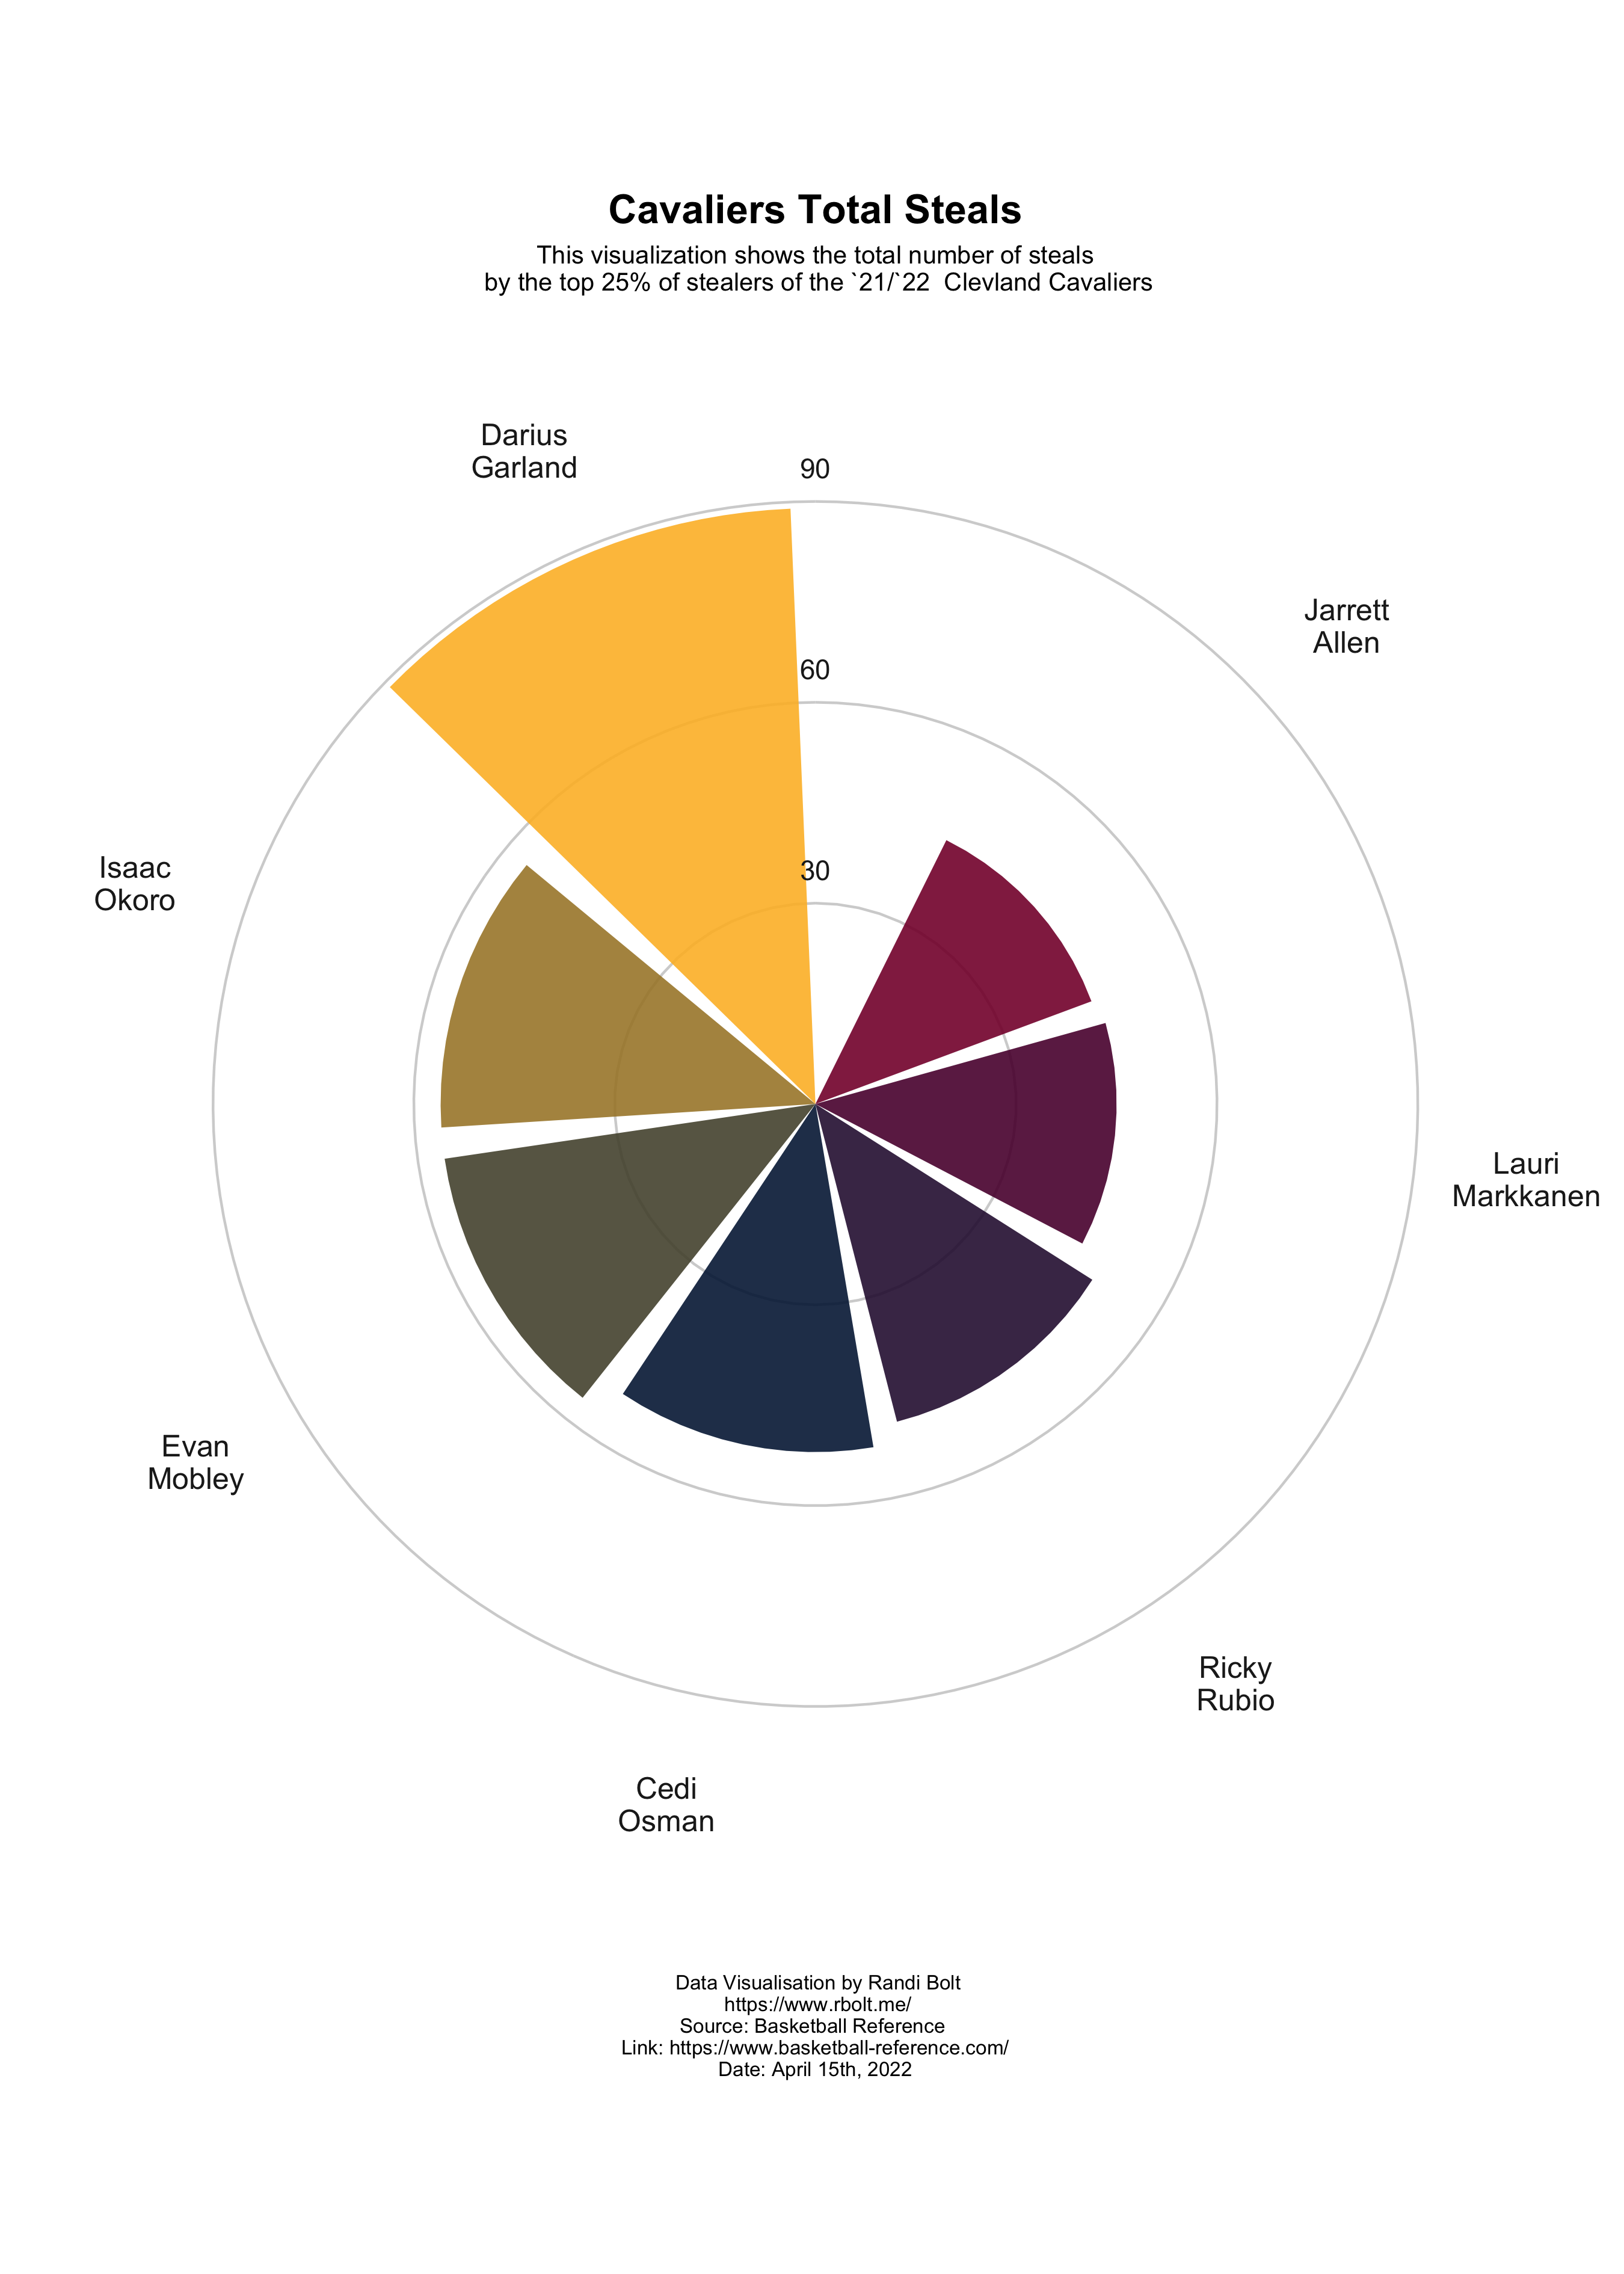 Cavaliers Total Steals
This visualization shows the total number of steals
by the top 25% of stealers of the `21/`22  Clevland Cavaliers
Darius
Garland
90
Jarrett
Allen
60
Isaac
Okoro
30
Lauri
Markkanen
Evan
Mobley
Ricky
Rubio
Cedi
Osman
Data Visualisation by Randi Bolt
https://www.rbolt.me/
Source: Basketball Reference
Link: https://www.basketball-reference.com/
Date: April 15th, 2022